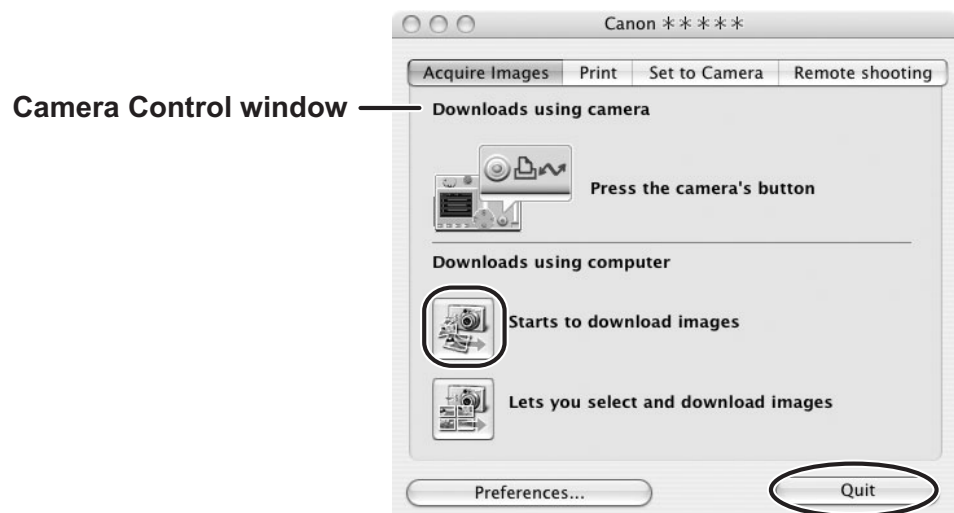 Canon ＊＊＊＊＊
Acquire Images Print Set to Camera Remote shooting
Camera Control window
Downloads using camera
Press the camera's button
Downloads using computer
Starts to download images
Lets you select and download images
Preferences... Quit